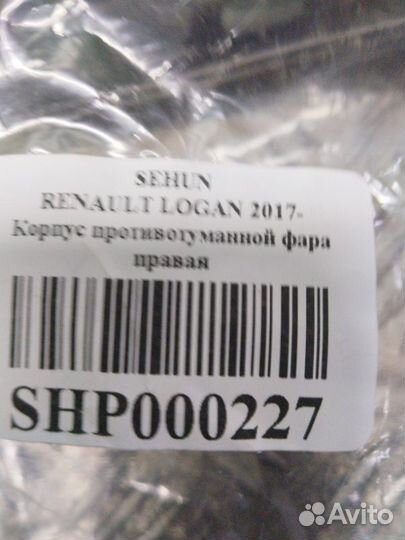 SEHUN
RENAULT LOGAN 2017-
Корпус противотуманной фара
правая
SHP000227
Avito